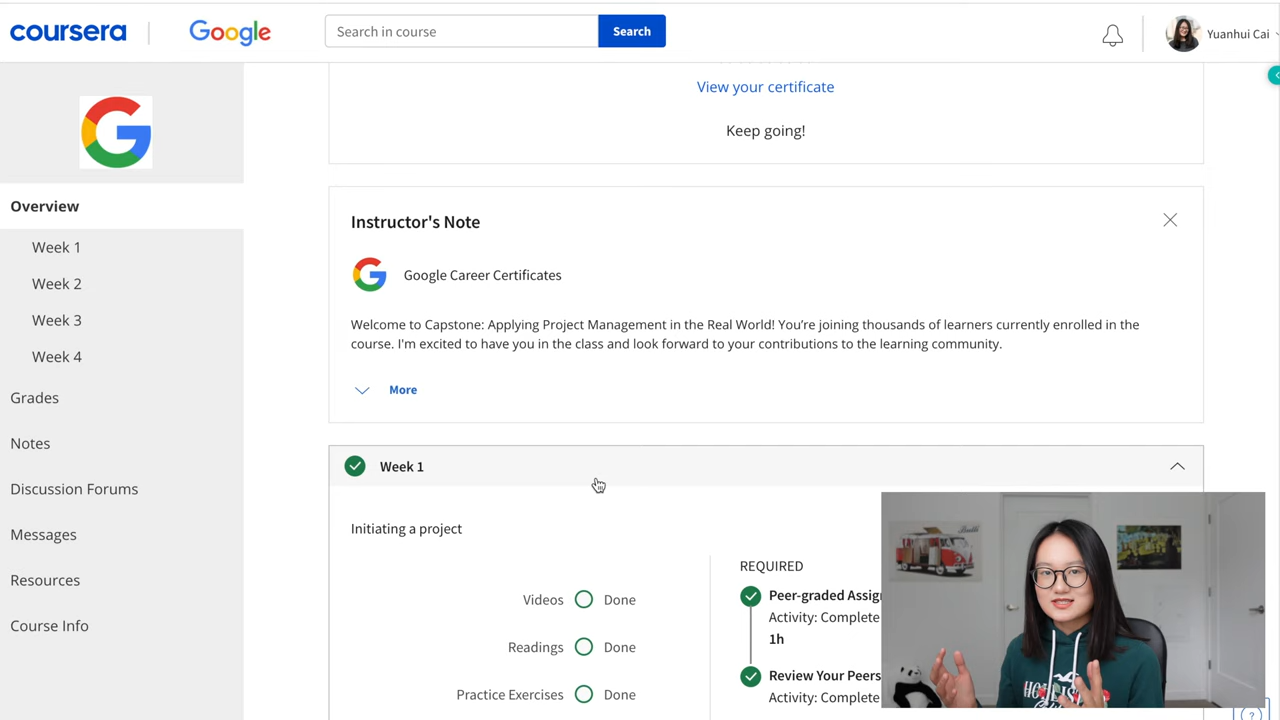 coursera
Google
Search in course
Search
Yuanhui Cai
View your certificate
Keep going!
Overview
Week 1
Week 2
Week 3
Week 4
Grades
Notes
Discussion Forums
Messages
Resources
Course Info
Instructor's Note
Google Career Certificates
Welcome to Capstone: Applying Project Management in the Real World! You’re joining thousands of learners currently enrolled in the
course. I'm excited to have you in the class and look forward to your contributions to the learning community.
More
Week 1
Initiating a project
Videos Done
Readings Done
Practice Exercises Done
REQUIRED
Peer-graded Assig
Activity: Complete
1h
Review Your Peers
Activity: Complete
?